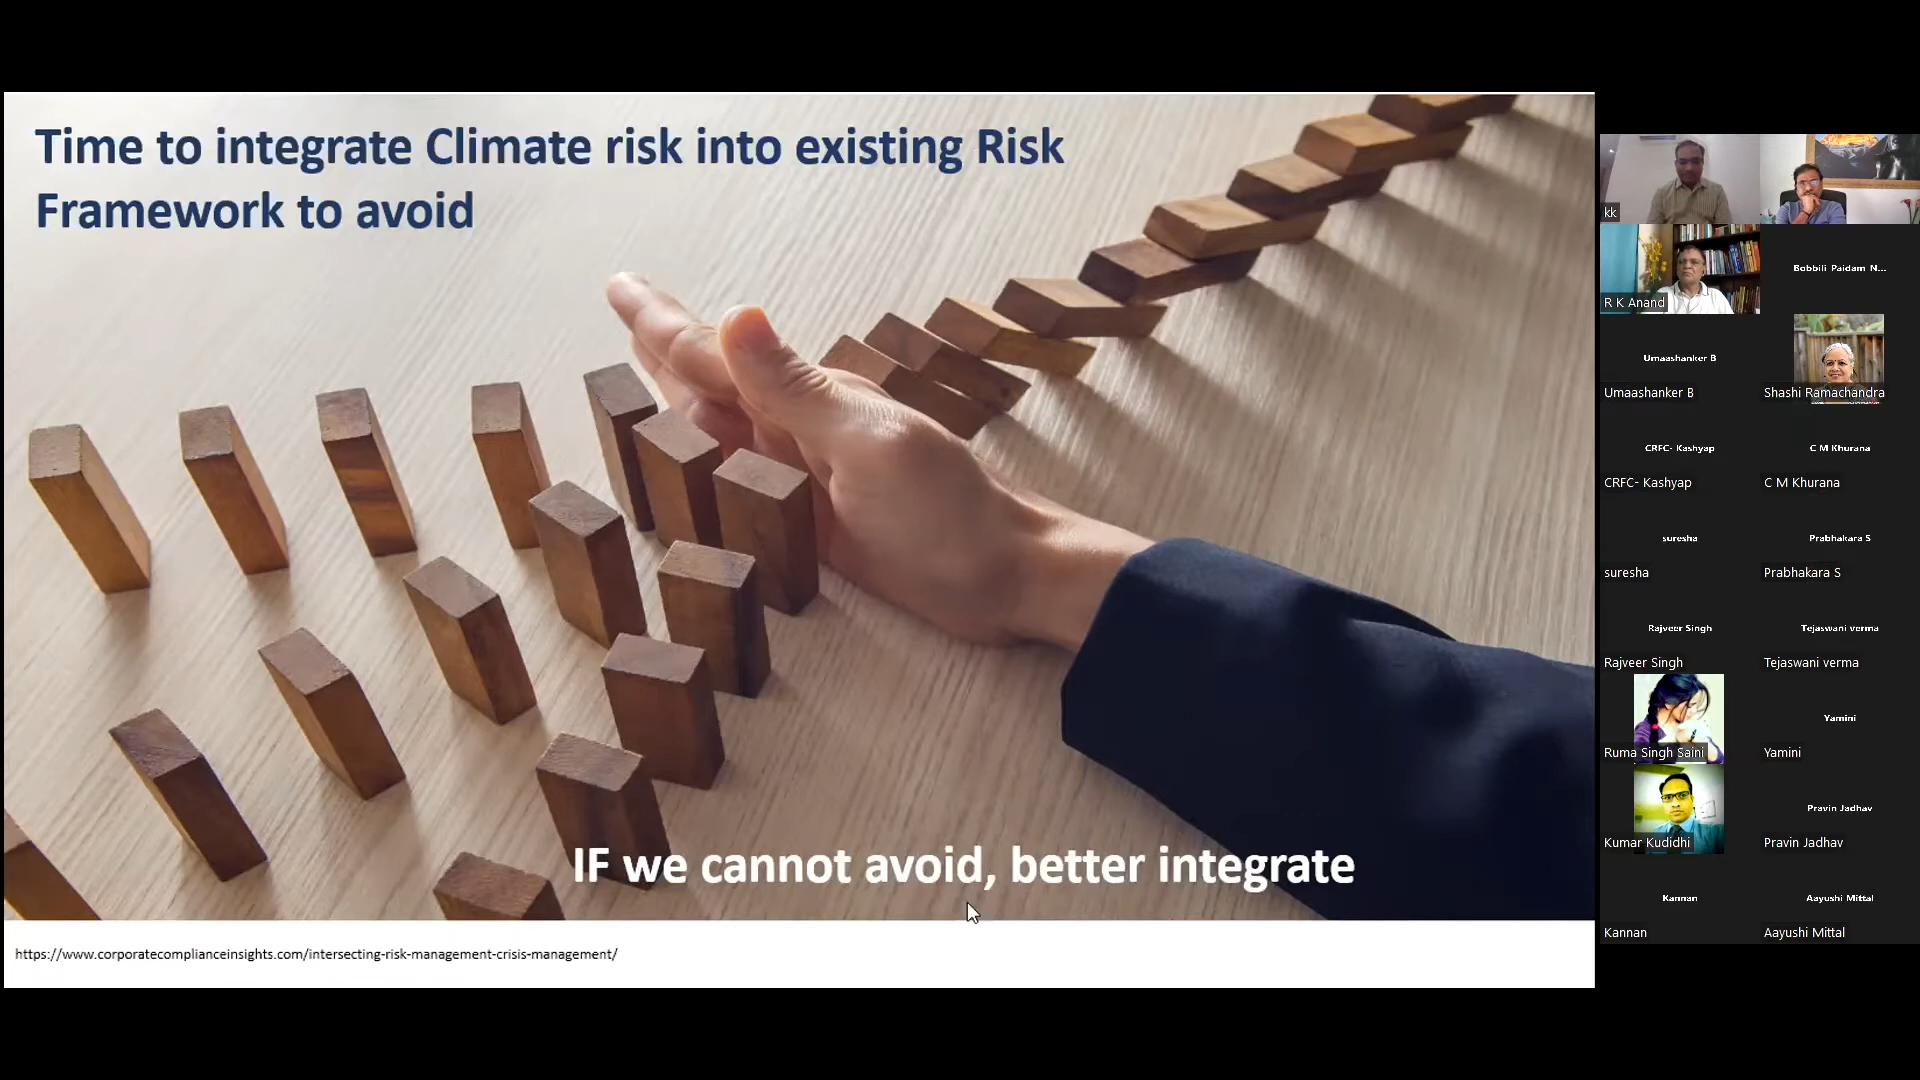 Time to integrate Climate risk into existing Risk
Framework to avoid
IF we cannot avoid, better integrate
https://www.corporatecomplianceinsights.com/intersecting-risk-management-crisis-management/
kk
R K Anand
Bobbili Paidam N...
Umaashanker B
Umaashanker B
Shashi Ramachandra
CRFC- Kashyap
C M Khurana
CRFC- Kashyap
C M Khurana
suresha
Prabhakara S
suresha
Prabhakara S
Rajveer Singh
Tejaswani verma
Rajveer Singh
Tejaswani verma
Yamini
Ruma Singh Saini
Yamini
Pravin Jadhav
Kumar Kudidhi
Pravin Jadhav
Kannan
Aayushi Mittal
Kannan
Aayushi Mittal